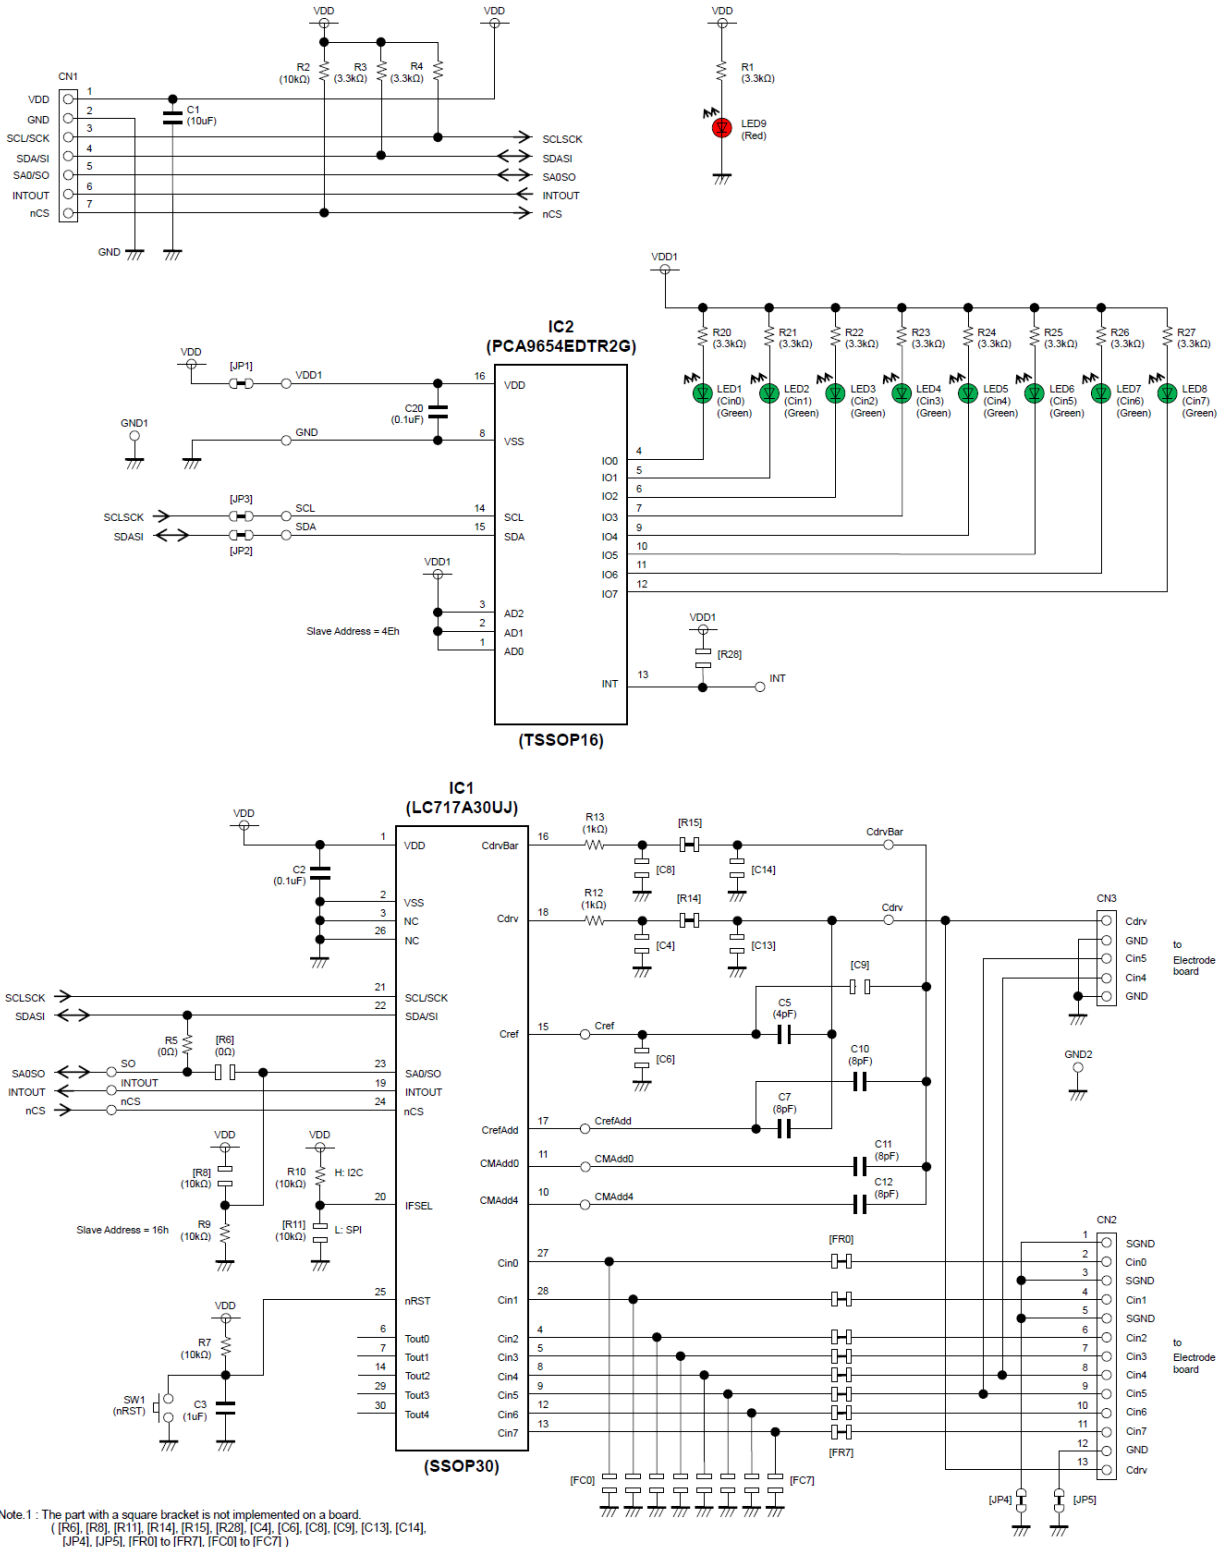 VDD
VDD
VDD
R2
(10kΩ)
R3
(3.3kΩ)
R4
(3.3kΩ)
R1
(3.3kΩ)
LED9
(Red)
CN1
VDD
1
GND
2
SCL/SCK
3
SDA/SI
4
SA0/SO
5
INTOUT
6
nCS
7
C1
(10uF)
SCLSCK
SDASI
SA0SO
INTOUT
nCS
GND
VDD1
R20
(3.3kΩ)
R21
(3.3kΩ)
R22
(3.3kΩ)
R23
(3.3kΩ)
R24
(3.3kΩ)
R25
(3.3kΩ)
R26
(3.3kΩ)
R27
(3.3kΩ)
LED1
(Cin0)
(Green)
LED2
(Cin1)
(Green)
LED3
(Cin2)
(Green)
LED4
(Cin3)
(Green)
LED5
(Cin4)
(Green)
LED6
(Cin5)
(Green)
LED7
(Cin6)
(Green)
LED8
(Cin7)
(Green)
IC2
(PCA9654EDTR2G)
VDD
[JP1]
VDD1
16
VDD
C20
(0.1uF)
GND1
GND
8
VSS
SCLSCK
[JP3]
SCL
14
SCL
SDASI
[JP2]
SDA
15
SDA
VDD1
3
AD2
2
AD1
1
AD0
Slave Address = 4Eh
IO0
4
IO1
5
IO2
6
IO3
7
IO4
9
IO5
10
IO6
11
IO7
12
VDD1
[R28]
INT
13
INT
(TSSOP16)
IC1
(LC717A30UJ)
VDD
1
VDD
C2
(0.1uF)
2
VSS
3
NC
26
NC
SCLSCK
21
SCL/SCK
SDASI
22
SDA/SI
R5
(0Ω)
[R6]
(0Ω)
SA0SO
SO
23
SA0/SO
INTOUT
INTOUT
19
INTOUT
nCS
nCS
24
nCS
VDD
[R8]
(10kΩ)
R9
(10kΩ)
Slave Address = 16h
VDD
R10
(10kΩ)
H: I2C
20
IFSEL
[R11]
(10kΩ)
L: SPI
25
nRST
VDD
R7
(10kΩ)
SW1
(nRST)
C3
(1uF)
6
Tout0
7
Tout1
14
Tout2
29
Tout3
30
Tout4
CdrvBar
16
R13
(1kΩ)
[R15]
CdrvBar
[C8]
[C14]
Cdrv
18
R12
(1kΩ)
[R14]
Cdrv
[C4]
[C13]
[C9]
C5
(4pF)
Cref
15
Cref
[C6]
C10
(8pF)
C7
(8pF)
CrefAdd
17
CrefAdd
CMAdd0
11
CMAdd0
C11
(8pF)
CMAdd4
10
CMAdd4
C12
(8pF)
Cin0
27
[FR0]
Cin1
28
Cin2
4
Cin3
5
Cin4
8
Cin5
9
Cin6
12
Cin7
13
[FR7]
[FC0]
[FC7]
(SSOP30)
CN3
Cdrv
GND
Cin5
Cin4
GND
to
Electrode
board
GND2
CN2
1
SGND
2
Cin0
3
SGND
4
Cin1
5
SGND
6
Cin2
7
Cin3
8
Cin4
9
Cin5
10
Cin6
11
Cin7
12
GND
13
Cdrv
to
Electrode
board
[JP4]
[JP5]
Note.1 : The part with a square bracket is not implemented on a board.
( [R6], [R8], [R11], [R14], [R15], [R28], [C4], [C6], [C8], [C9], [C13], [C14],
[JP4], [JP5], [FR0] to [FR7], [FC0] to [FC7] )